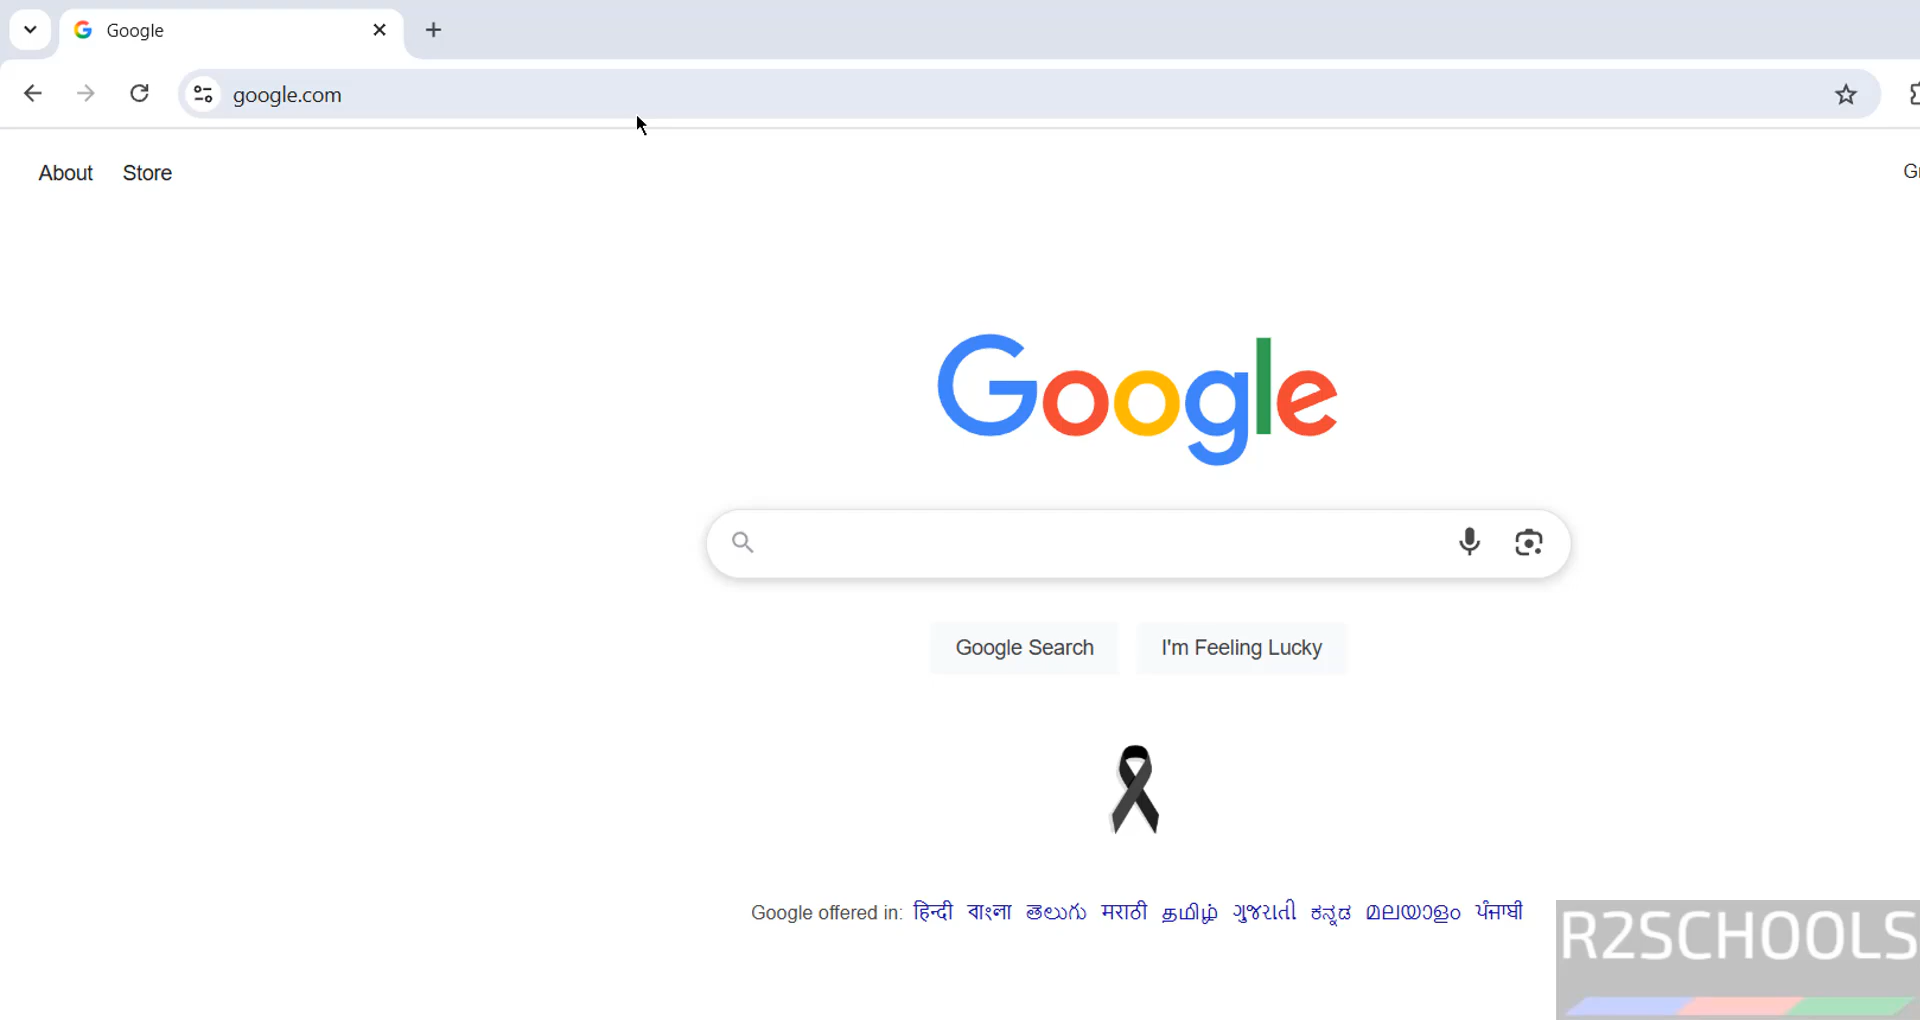 Google
google.com
About Store
Google
Google Search I'm Feeling Lucky
Google offered in: हिन्दी বাংলা తెలుగు मराठी தமிழ் ગુજરાતી ಕನ್ನಡ മലയാളം ਪੰਜਾਬੀ
R2SCHOOLS